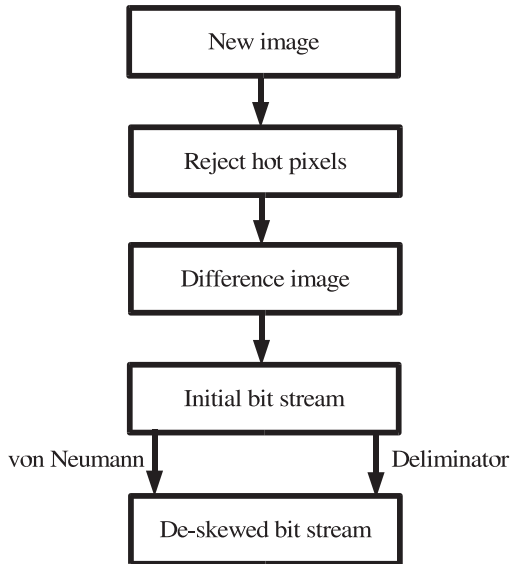 New image
Reject hot pixels
Difference image
Initial bit stream
von Neumann
Deliminator
De-skewed bit stream